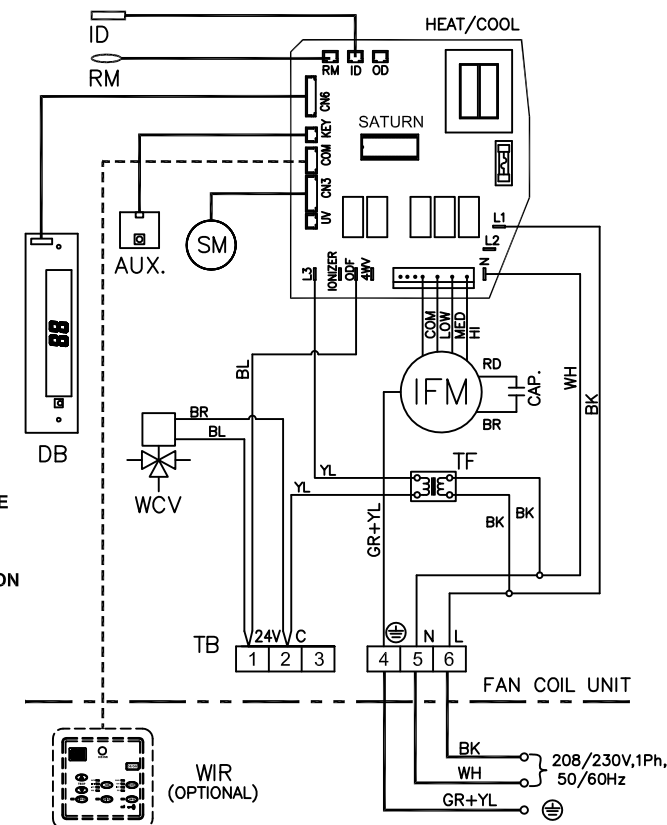 HEAT/COOL
ID
RM
RM ID OD
CN6
KEY
COM
CN3
UV
SATURN
AUX.
SM
L1
L2
N
L3
IONIZER
ODF
4WV
COM
LOW
MED
HI
88
DB
BL
IFM
RD
CAP.
BR
WH
BK
BR
BL
WCV
YL
YL
TF
BK
BK
GR+YL
E
ON
TB
24V C
1 2 3
N L
4 5 6
FAN COIL UNIT
WIR
(OPTIONAL)
BK
WH
GR+YL
208/230V,1Ph,
50/60Hz